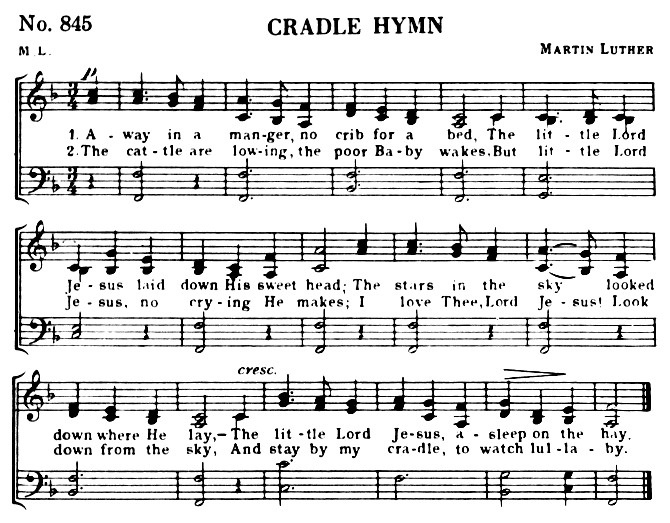 No. 845
CRADLE HYMN
M L.
MARTIN LUTHER
1. A - way in a man-ger, no crib for a bed, The lit - tle Lord
2. The cat - tle are low-ing, the poor Ba-by wakes. But lit - tle Lord
Je - sus laid down His sweet head; The stars in the sky looked
Je - sus, no cry-ing He makes; I love Thee, Lord Je - sus! Look
cresc.
down where He lay,- The lit-tle Lord Je-sus, a - sleep on the hay.
down from the sky, And stay by my cra-dle, to watch lul-la - by.